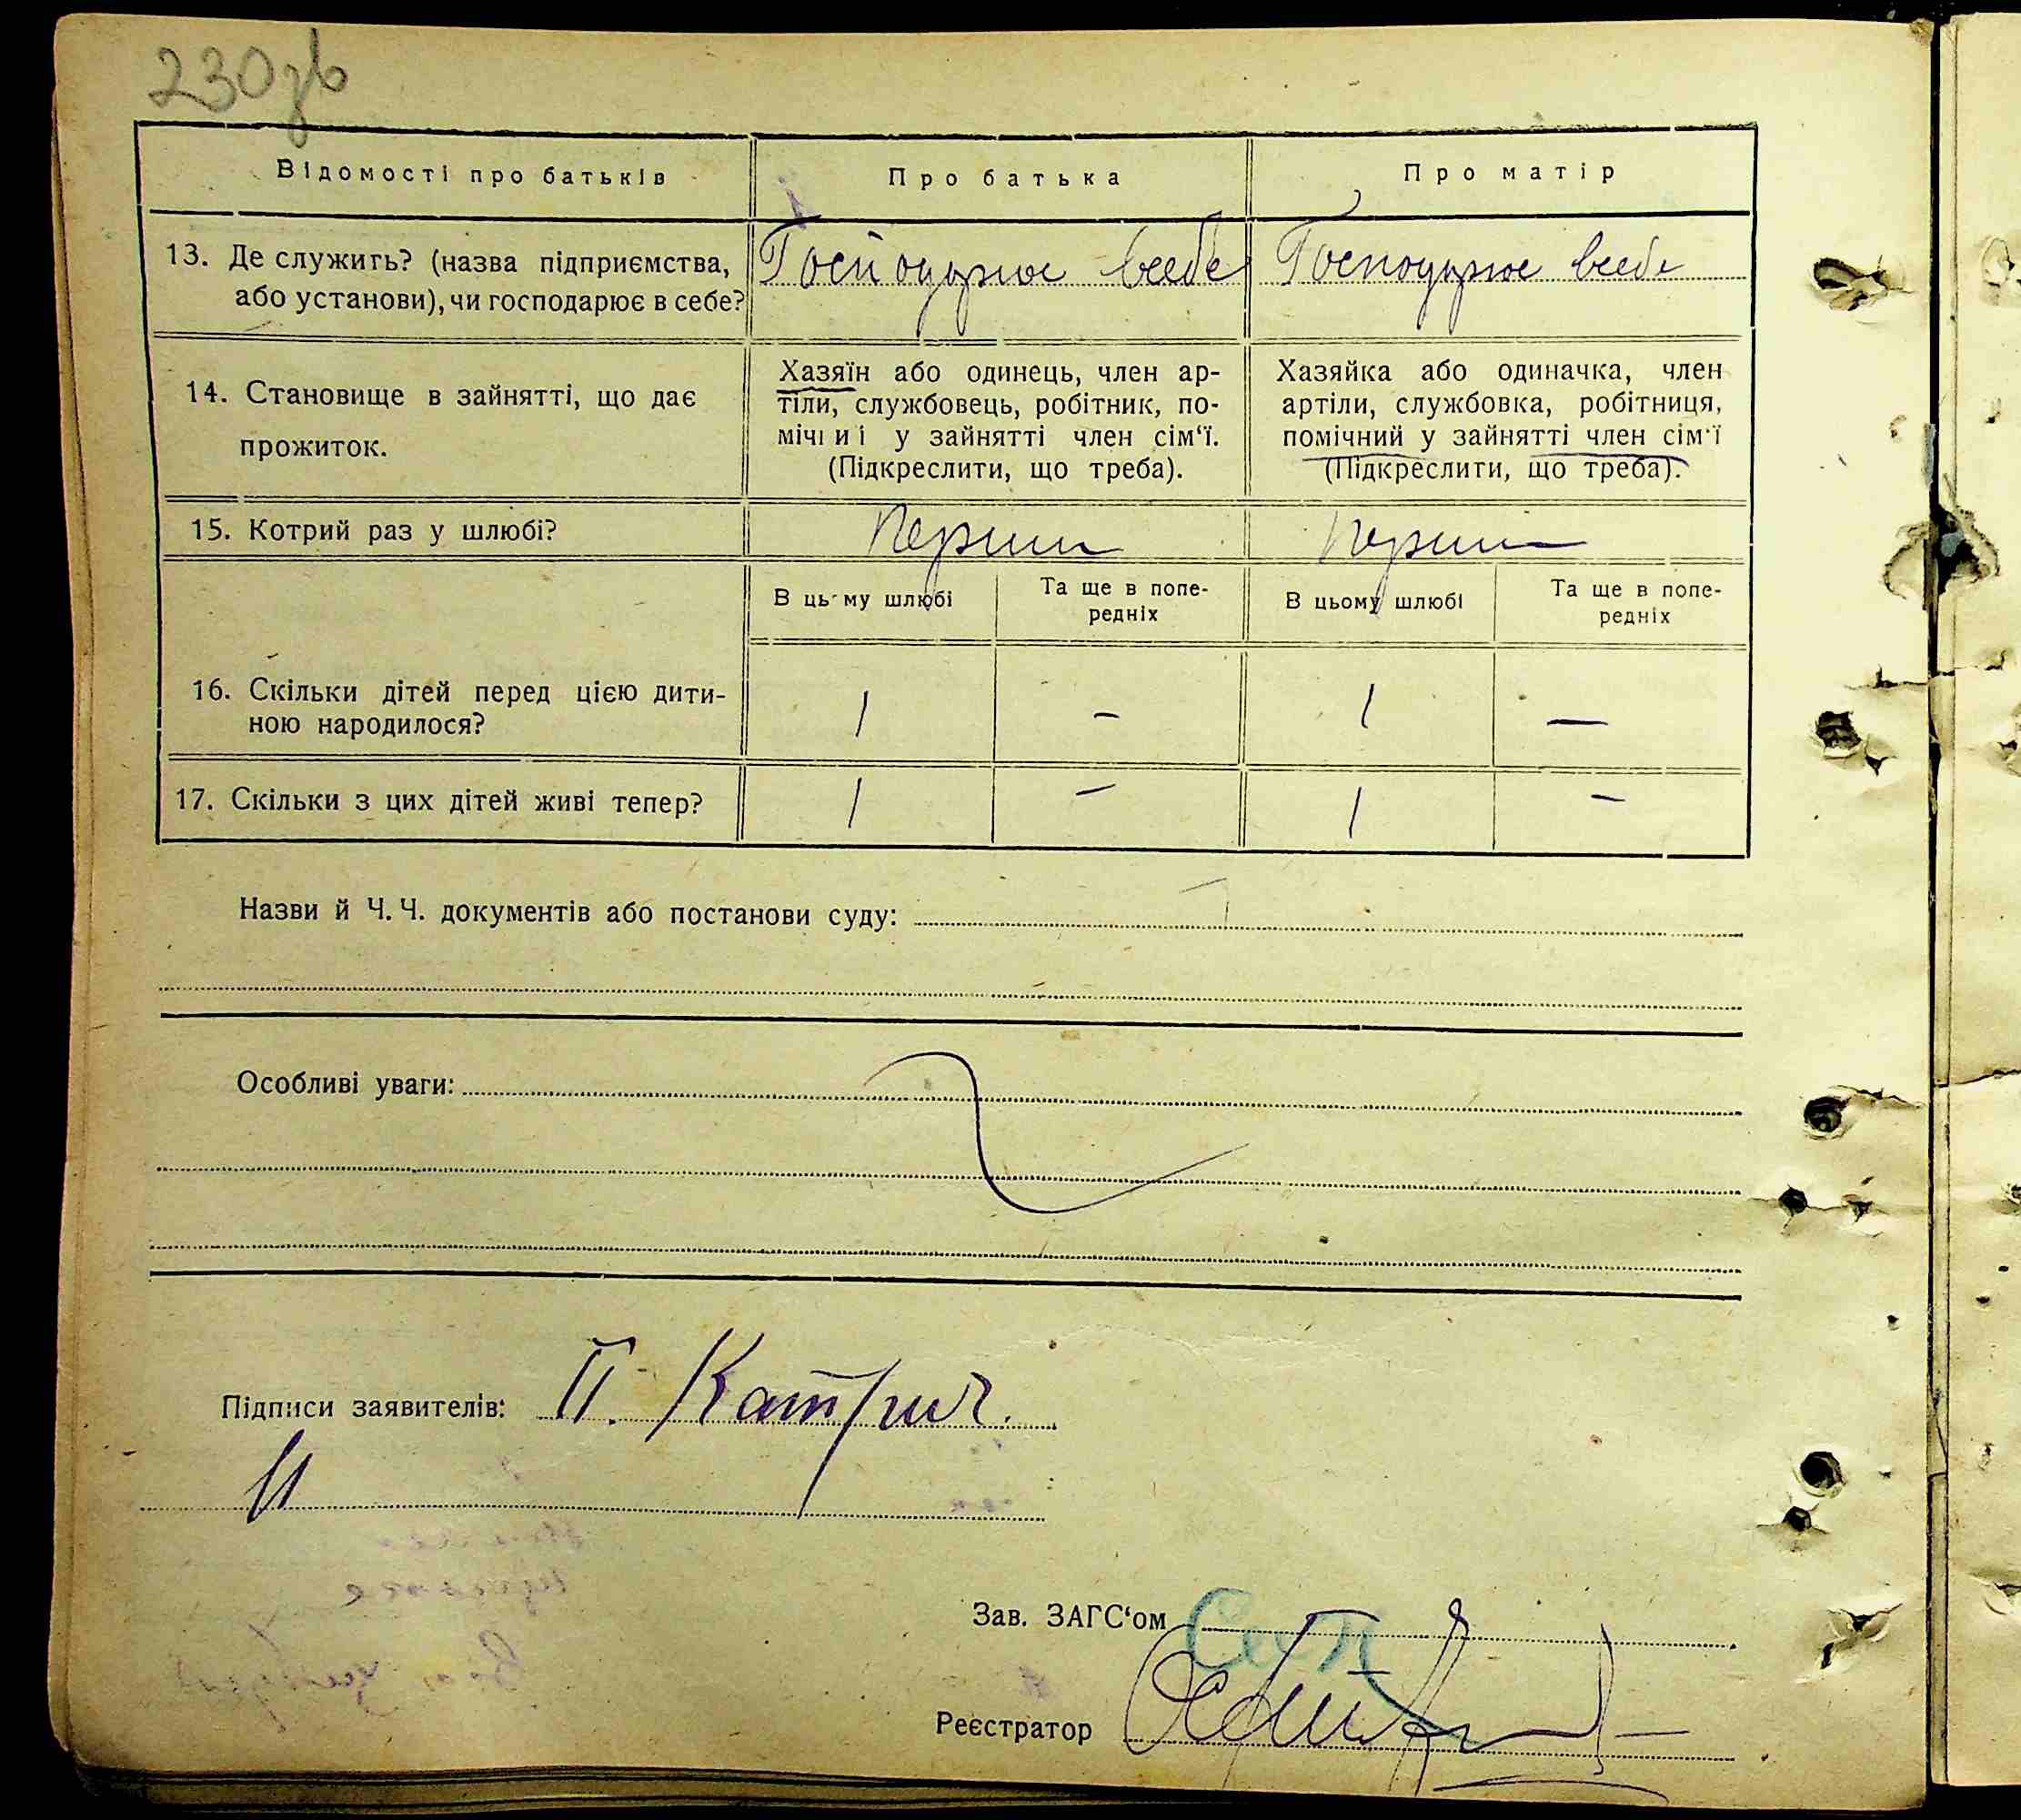 230зв
Відомості про батьків
Про батька
Про матір
13. Де служить? (назва підприємства, або установи), чи господарює в себе?
Господарює в себе
Господарює в себе
14. Становище в зайнятті, що дає прожиток.
Хазяїн або одинець, член ар-
тіли, службовець, робітник, по-
мічний у зайнятті член сім'ї.
(Підкреслити, що треба).
Хазяйка або одиначка, член
артіли, службовка, робітниця,
помічний у зайнятті член сім'ї
(Підкреслити, що треба).
15. Котрий раз у шлюбі?
Перший
Перший
В цьому шлюбі
Та ще в попе-
редніх
В цьому шлюбі
Та ще в попе-
редніх
16. Скільки дітей перед цією дити-
ною народилося?
1 – 1 –
17. Скільки з цих дітей живі тепер?
1 – 1 –
Назви й Ч. Ч. документів або постанови суду:
Особливі уваги:
Підписи заявителів: П. Катрич.
Зав. ЗАГС'ом
Реєстратор